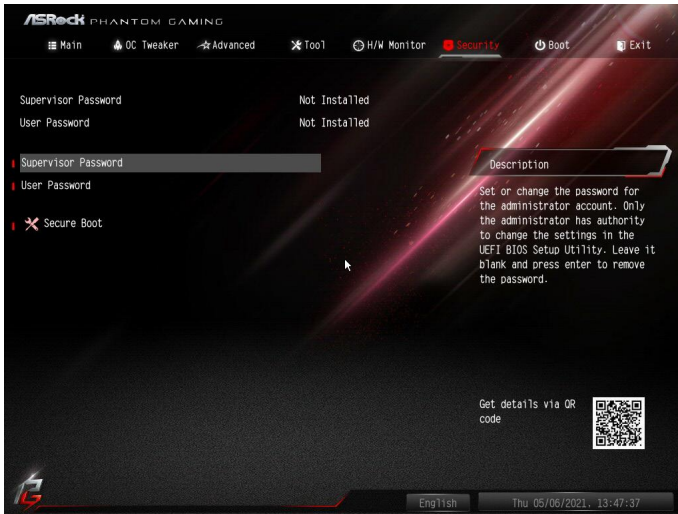 ASRock PHANTOM GAMING
Main OC Tweaker Advanced Tool H/W Monitor Security Boot Exit
Supervisor Password Not Installed
User Password Not Installed
Supervisor Password
User Password
Secure Boot
Description
Set or change the password for
the administrator account. Only
the administrator has authority
to change the settings in the
UEFI BIOS Setup Utility. Leave it
blank and press enter to remove
the password.
Get details via QR
code
English Thu 05/06/2021. 13:47:37